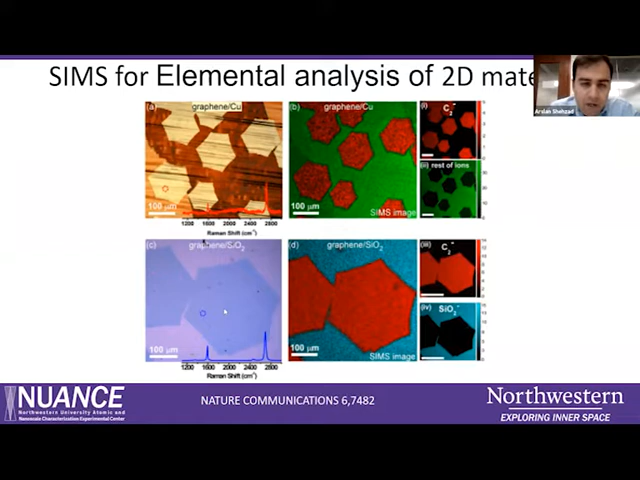 SIMS for Elemental analysis of 2D mate
Arslan Shehzad
(a) graphene/Cu
100 μm
1200 1600 2000 2400 2800
Raman Shift (cm⁻¹)
(b) graphene/Cu
100 μm
SIMS image
(i) C₂⁻
(ii) rest of ions
(c) graphene/SiO₂
100 μm
1200 1600 2000 2400 2800
Raman Shift (cm⁻¹)
(d) graphene/SiO₂
100 μm
SIMS image
(iii) C₂⁻
(iv) SiO₂⁻
NUANCE
Northwestern University Atomic and
Nanoscale Characterization Experimental Center
NATURE COMMUNICATIONS 6,7482
Northwestern
EXPLORING INNER SPACE